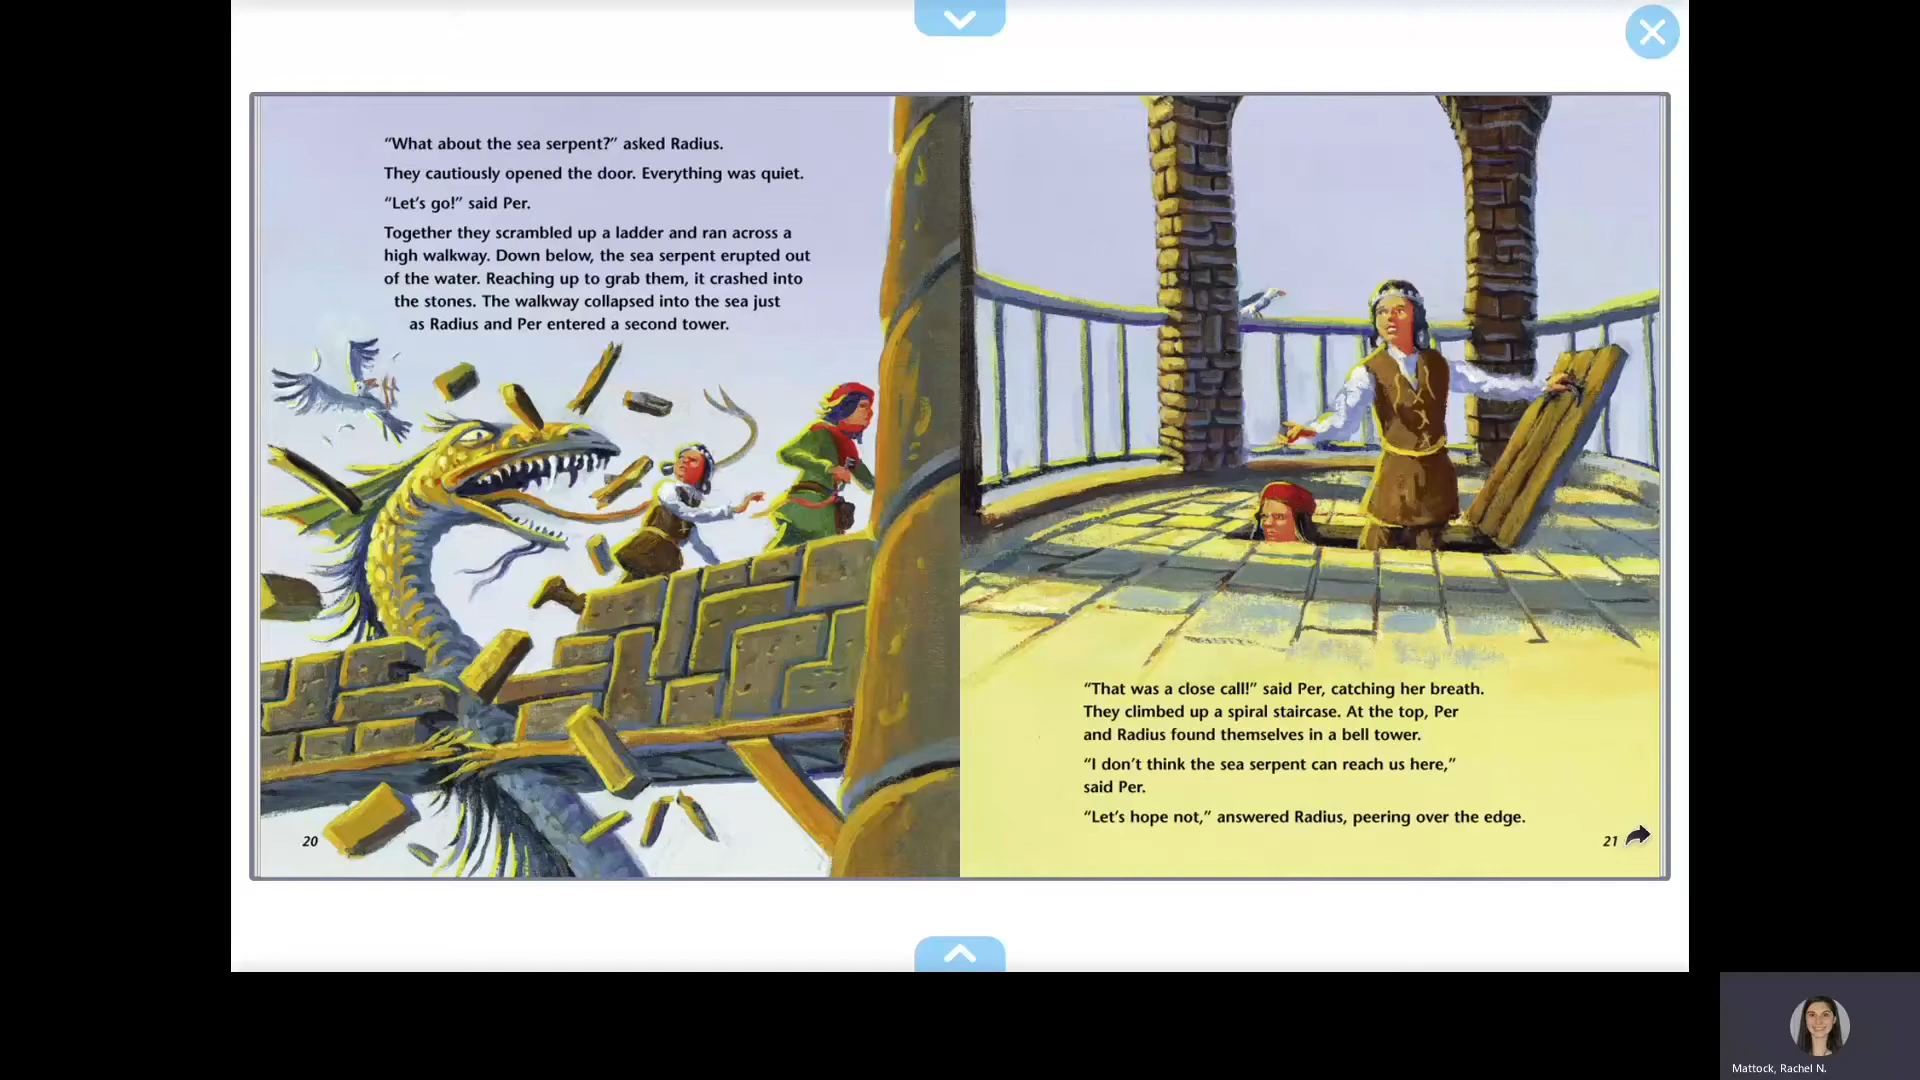 “What about the sea serpent?” asked Radius.
They cautiously opened the door. Everything was quiet.
“Let’s go!” said Per.
Together they scrambled up a ladder and ran across a
high walkway. Down below, the sea serpent erupted out
of the water. Reaching up to grab them, it crashed into
the stones. The walkway collapsed into the sea just
as Radius and Per entered a second tower.
20
“That was a close call!” said Per, catching her breath.
They climbed up a spiral staircase. At the top, Per
and Radius found themselves in a bell tower.
“I don’t think the sea serpent can reach us here,”
said Per.
“Let’s hope not,” answered Radius, peering over the edge.
21
Mattock, Rachel N.